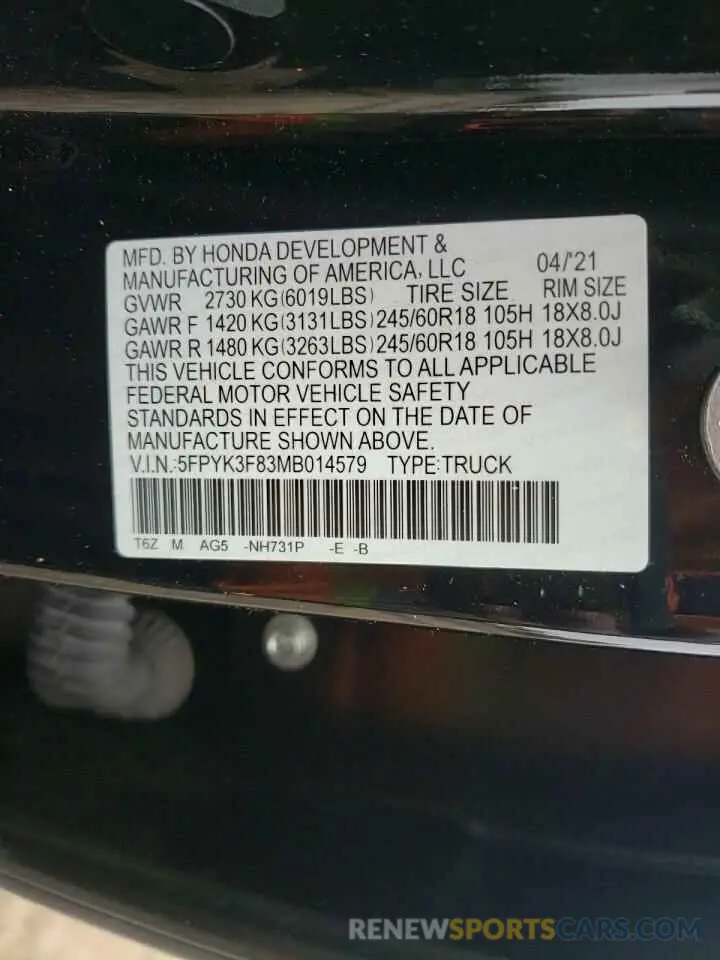 MFD. BY HONDA DEVELOPMENT &
MANUFACTURING OF AMERICA, LLC 04/'21
GVWR 2730 KG(6019LBS) TIRE SIZE RIM SIZE
GAWR F 1420 KG(3131LBS) 245/60R18 105H 18X8.0J
GAWR R 1480 KG(3263LBS) 245/60R18 105H 18X8.0J
THIS VEHICLE CONFORMS TO ALL APPLICABLE
FEDERAL MOTOR VEHICLE SAFETY
STANDARDS IN EFFECT ON THE DATE OF
MANUFACTURE SHOWN ABOVE.
V.I.N.:5FPYK3F83MB014579 TYPE:TRUCK
T6Z M AG5 -NH731P -E -B
RENEWSPORTSCARS.COM